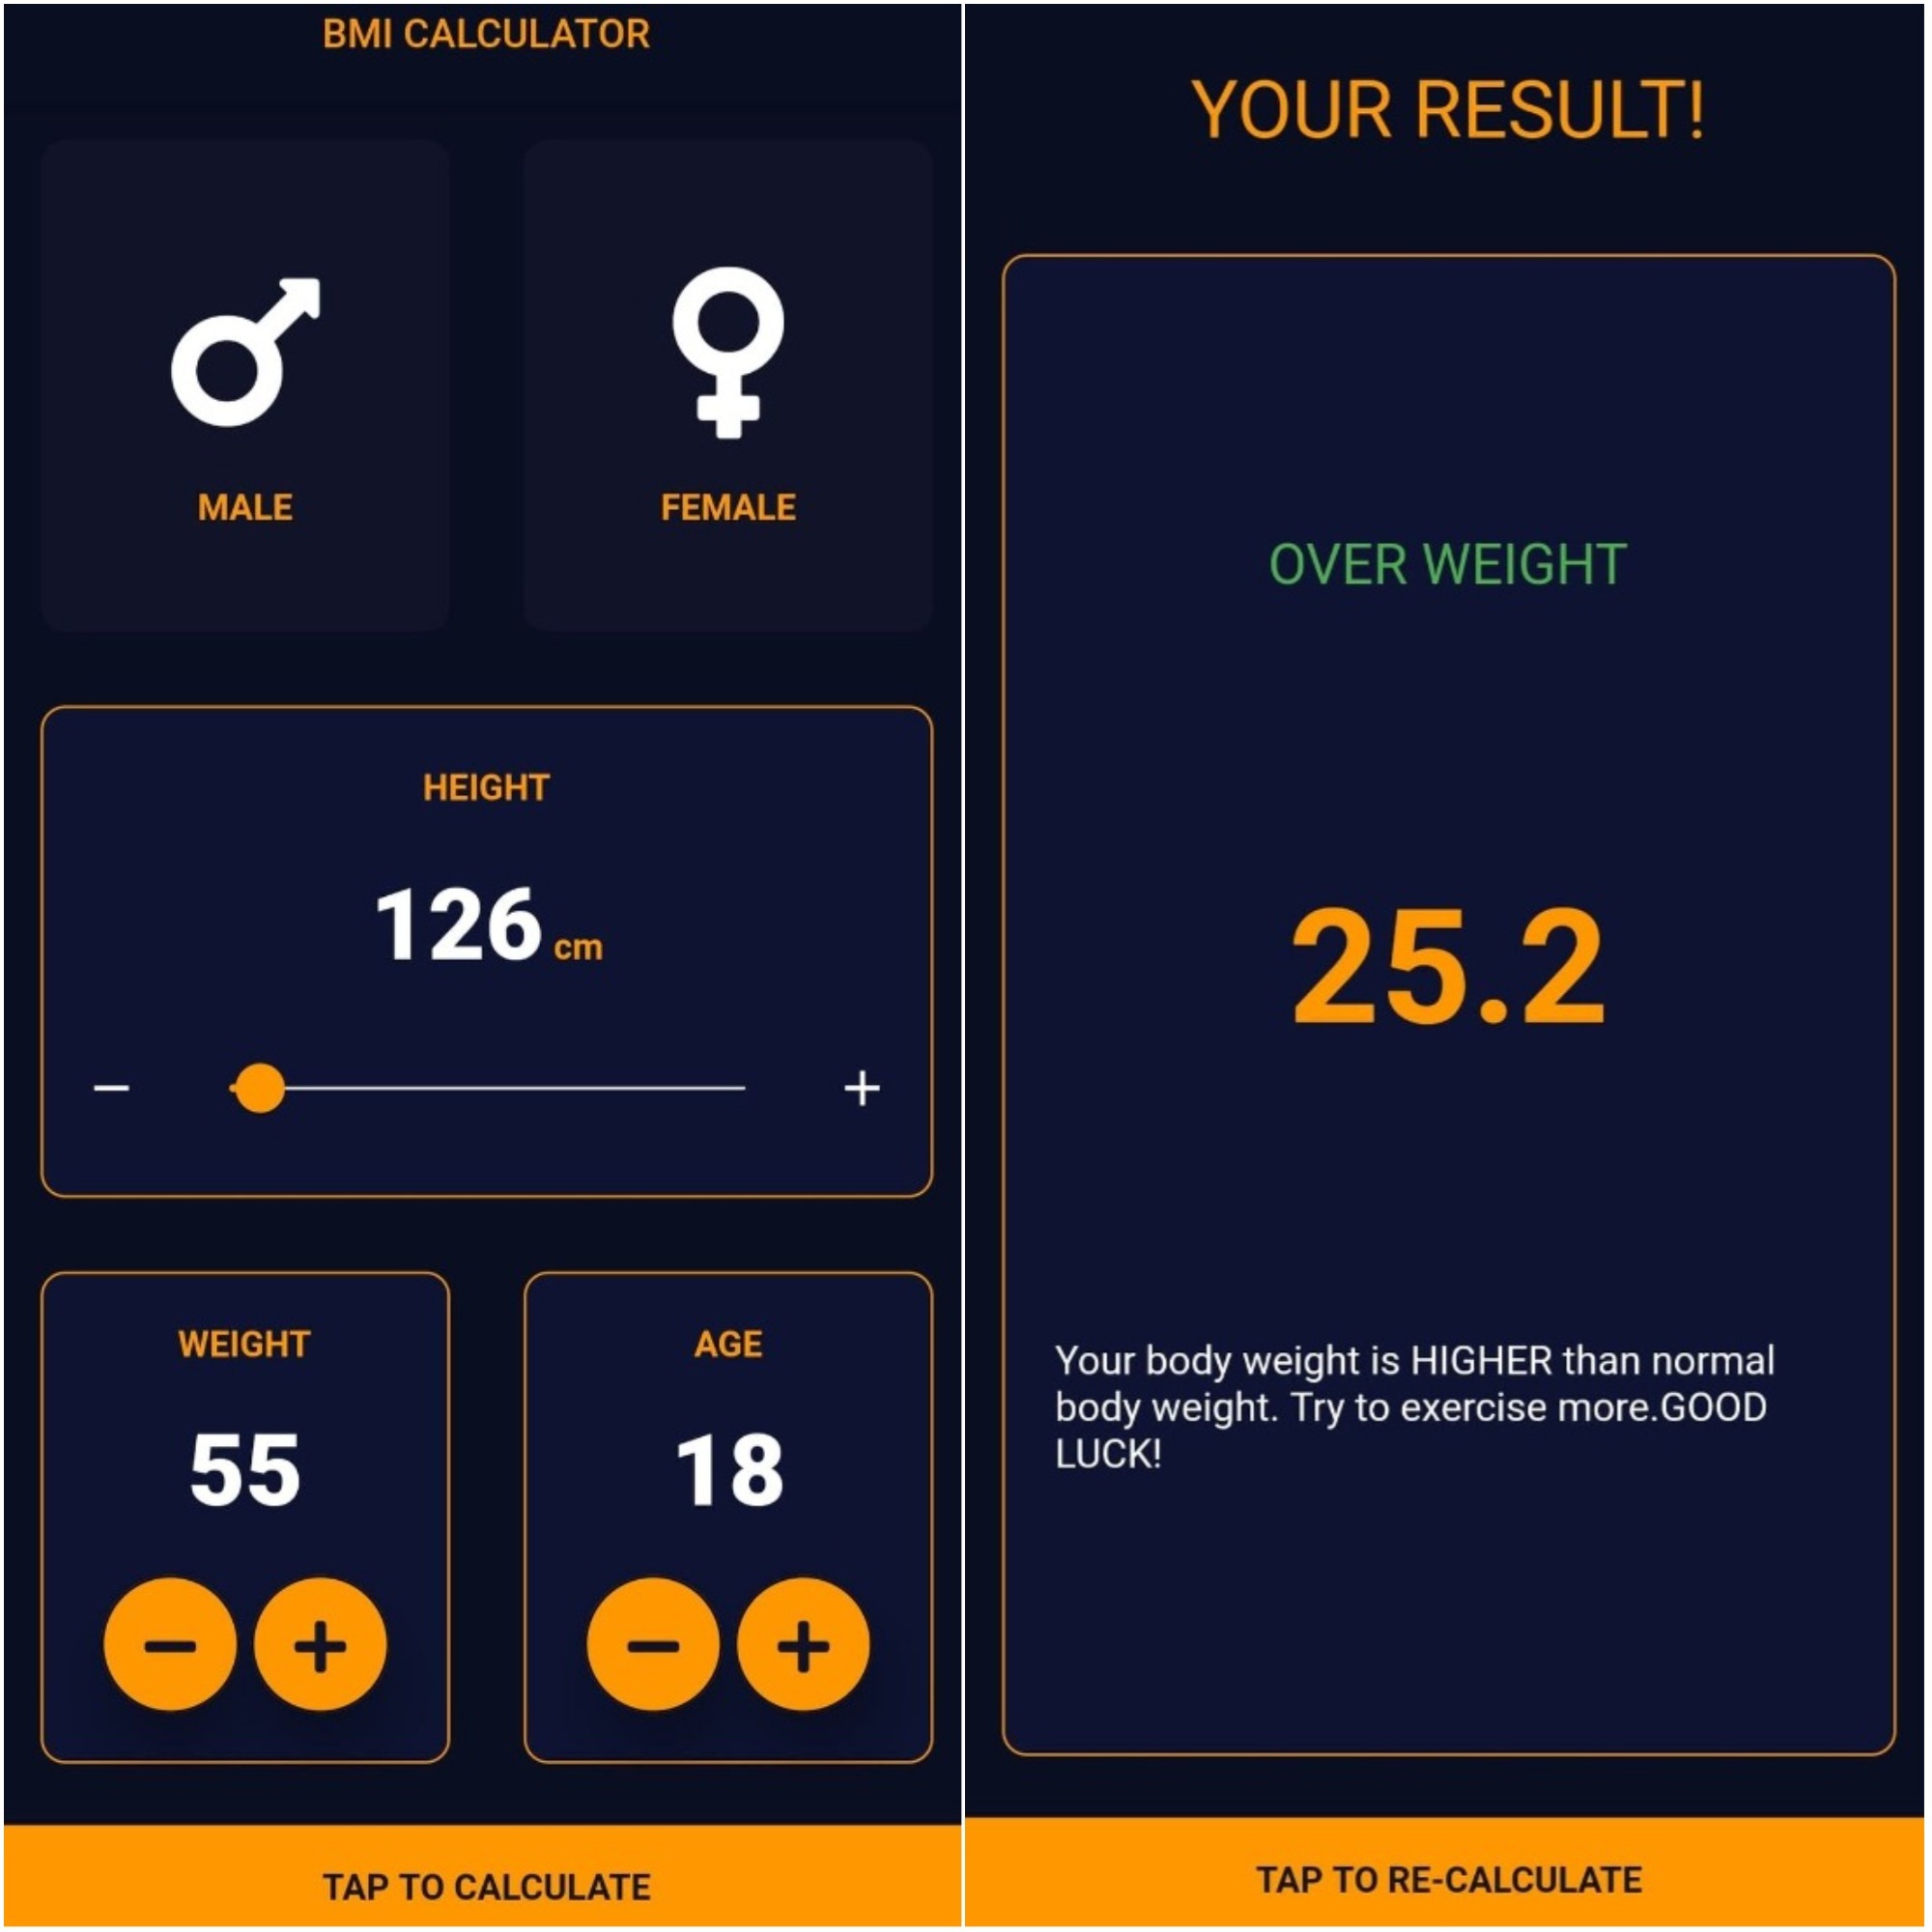 BMI CALCULATOR
MALE
FEMALE
HEIGHT
126 cm
WEIGHT
AGE
55
18
TAP TO CALCULATE
YOUR RESULT!
OVER WEIGHT
25.2
Your body weight is HIGHER than normal
body weight. Try to exercise more.GOOD
LUCK!
TAP TO RE-CALCULATE